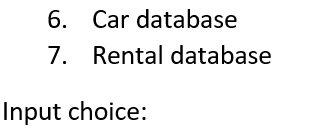 6. Car database
7. Rental database
Input choice: